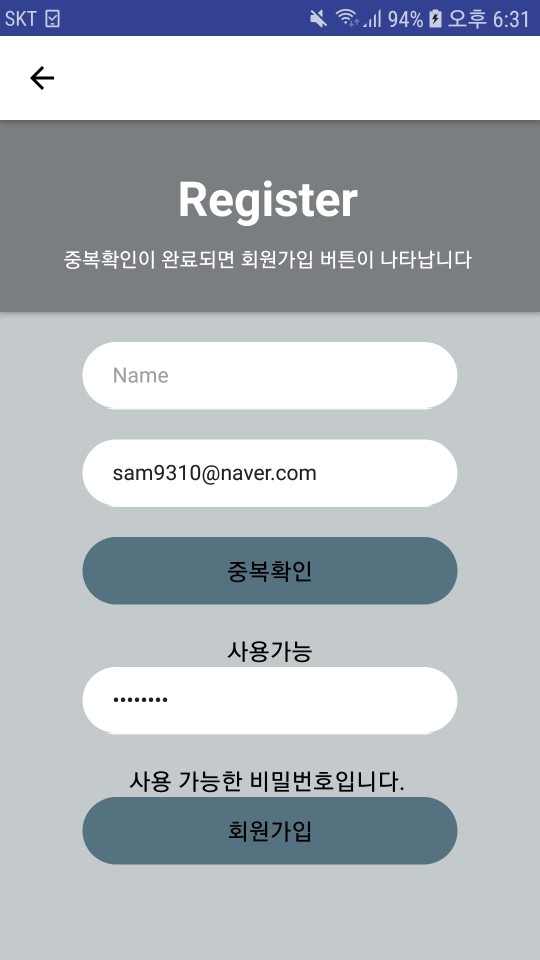 SKT 94% 오후 6:31
Register
중복확인이 완료되면 회원가입 버튼이 나타납니다
Name
sam9310@naver.com
중복확인
사용가능
••••••••
사용 가능한 비밀번호입니다.
회원가입